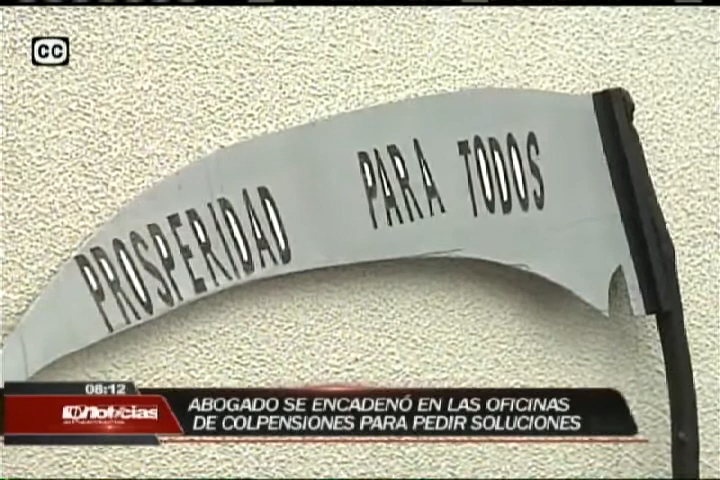 CC
PROSPERIDAD PARA TODOS
08:12
Noticias
ABOGADO SE ENCADENÓ EN LAS OFICINAS
DE COLPENSIONES PARA PEDIR SOLUCIONES